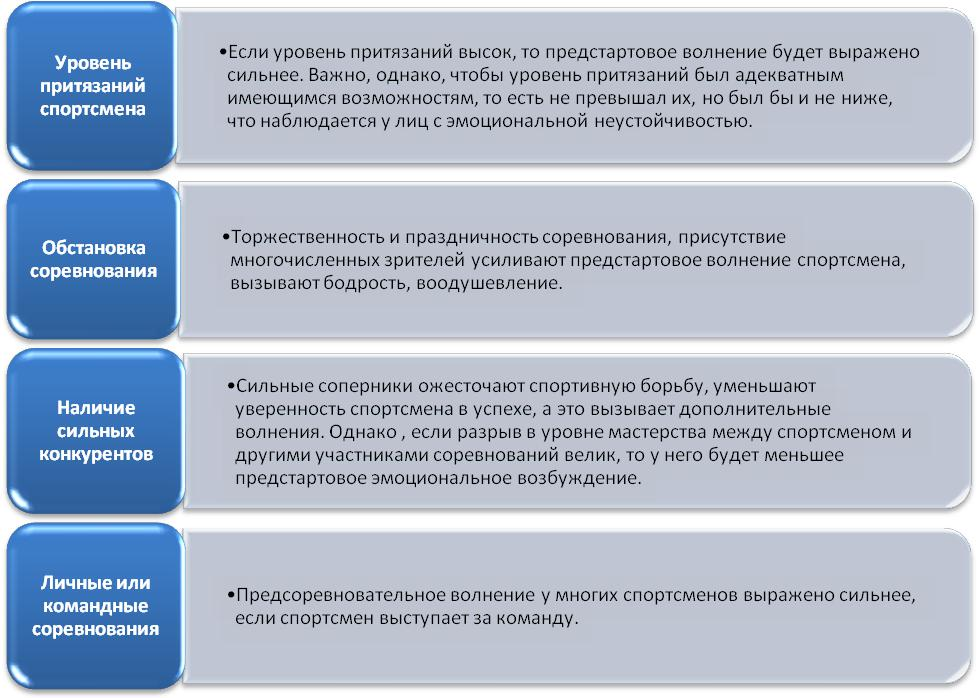 Уровень
притязаний
спортсмена
•Если уровень притязаний высок, то предстартовое волнение будет выражено
сильнее. Важно, однако, чтобы уровень притязаний был адекватным
имеющимся возможностям, то есть не превышал их, но был бы и не ниже,
что наблюдается у лиц с эмоциональной неустойчивостью.
Обстановка
соревнования
•Торжественность и праздничность соревнования, присутствие
многочисленных зрителей усиливают предстартовое волнение спортсмена,
вызывают бодрость, воодушевление.
Наличие
сильных
конкурентов
•Сильные соперники ожесточают спортивную борьбу, уменьшают
уверенность спортсмена в успехе, а это вызывает дополнительные
волнения. Однако , если разрыв в уровне мастерства между спортсменом и
другими участниками соревнований велик, то у него будет меньшее
предстартовое эмоциональное возбуждение.
Личные или
командные
соревнования
•Предсоревновательное волнение у многих спортсменов выражено сильнее,
если спортсмен выступает за команду.